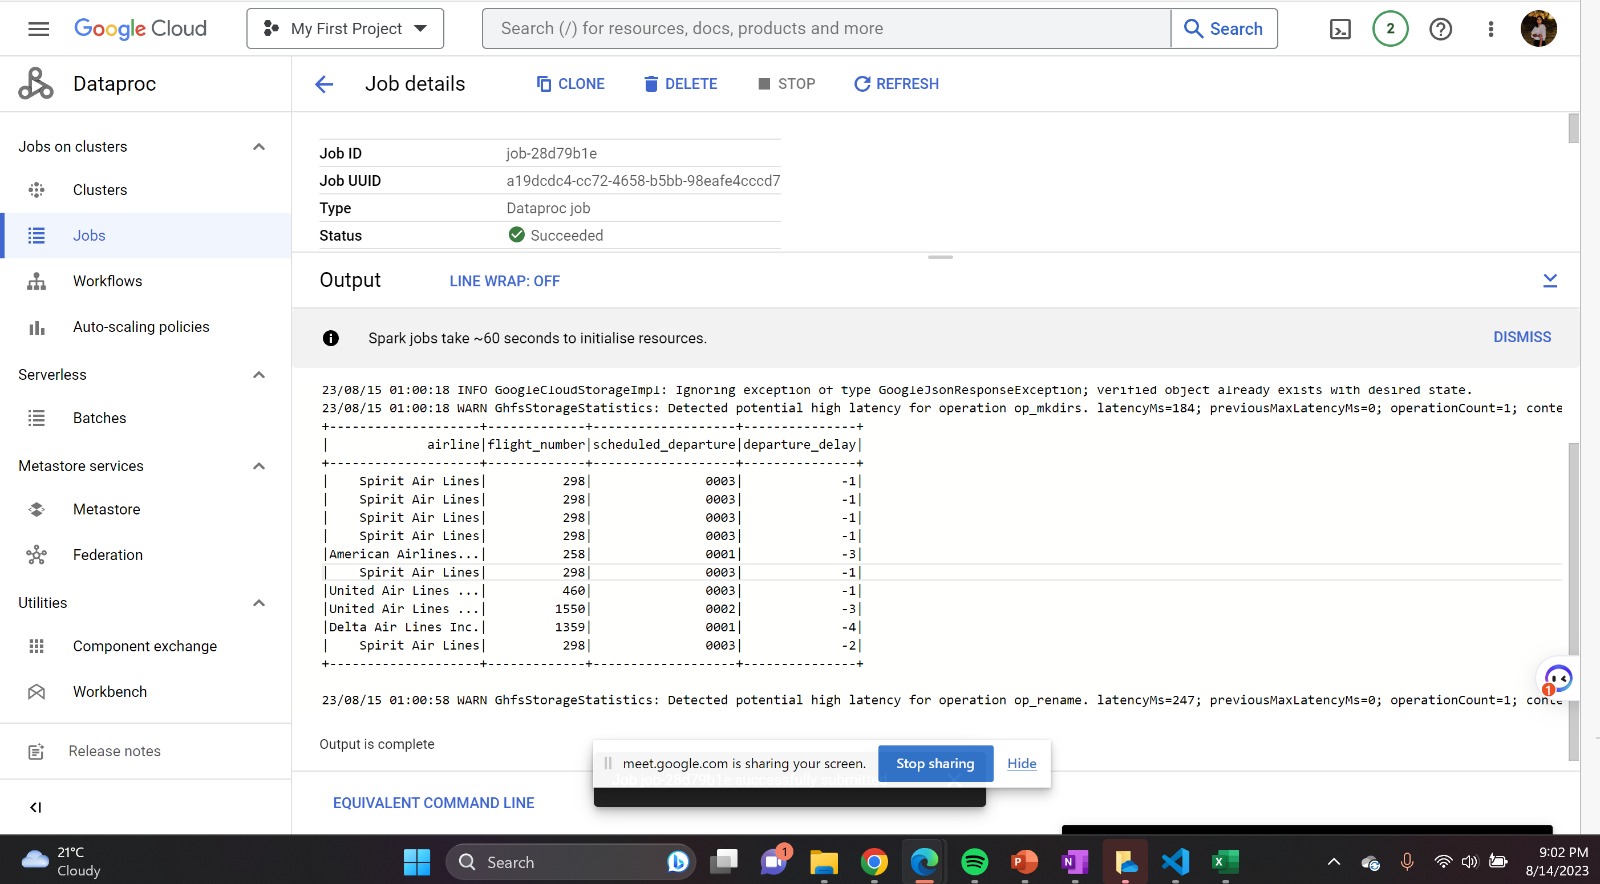 Google Cloud
My First Project
Search (/) for resources, docs, products and more
Search
2
Dataproc
Job details
CLONE
DELETE
STOP
REFRESH
Jobs on clusters
Clusters
Jobs
Workflows
Auto-scaling policies
Serverless
Batches
Metastore services
Metastore
Federation
Utilities
Component exchange
Workbench
Release notes
Job ID job-28d79b1e
Job UUID a19dcdc4-cc72-4658-b5bb-98eafe4cccd7
Type Dataproc job
Status Succeeded
Output LINE WRAP: OFF
Spark jobs take ~60 seconds to initialise resources.
DISMISS
23/08/15 01:00:18 INFO GoogleCloudStorageImpl: Ignoring exception of type GoogleJsonResponseException; verified object already exists with desired state.
23/08/15 01:00:18 WARN GhfsStorageStatistics: Detected potential high latency for operation op_mkdirs. latencyMs=184; previousMaxLatencyMs=0; operationCount=1; conte
+--------------------+-------------+-------------------+---------------+
| airline|flight_number|scheduled_departure|departure_delay|
+--------------------+-------------+-------------------+---------------+
| Spirit Air Lines| 298| 0003| -1|
| Spirit Air Lines| 298| 0003| -1|
| Spirit Air Lines| 298| 0003| -1|
| Spirit Air Lines| 298| 0003| -1|
|American Airlines...| 258| 0001| -3|
| Spirit Air Lines| 298| 0003| -1|
|United Air Lines ...| 460| 0003| -1|
|United Air Lines ...| 1550| 0002| -3|
|Delta Air Lines Inc.| 1359| 0001| -4|
| Spirit Air Lines| 298| 0003| -2|
+--------------------+-------------+-------------------+---------------+
23/08/15 01:00:58 WARN GhfsStorageStatistics: Detected potential high latency for operation op_rename. latencyMs=247; previousMaxLatencyMs=0; operationCount=1; conte
Output is complete
meet.google.com is sharing your screen.
Stop sharing
Hide
Job job-28d79b1e successfully submitted
EQUIVALENT COMMAND LINE
1
21°C
Cloudy
Search
1
9:02 PM
8/14/2023